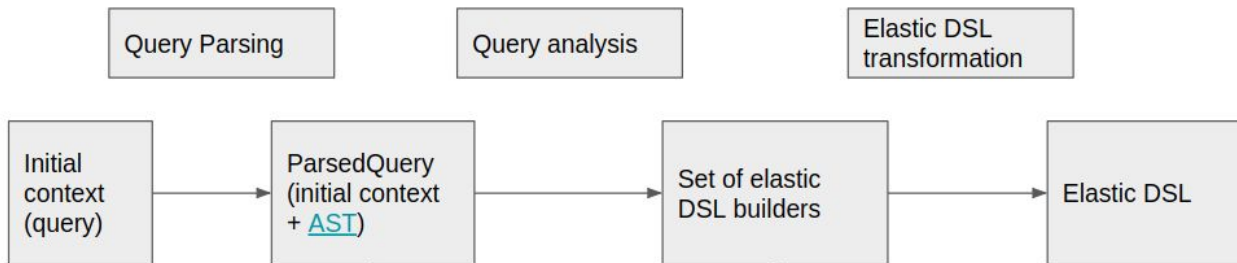 Query Parsing
Query analysis
Elastic DSL
transformation
Initial
context
(query)
ParsedQuery
(initial context
+ AST)
Set of elastic
DSL builders
Elastic DSL